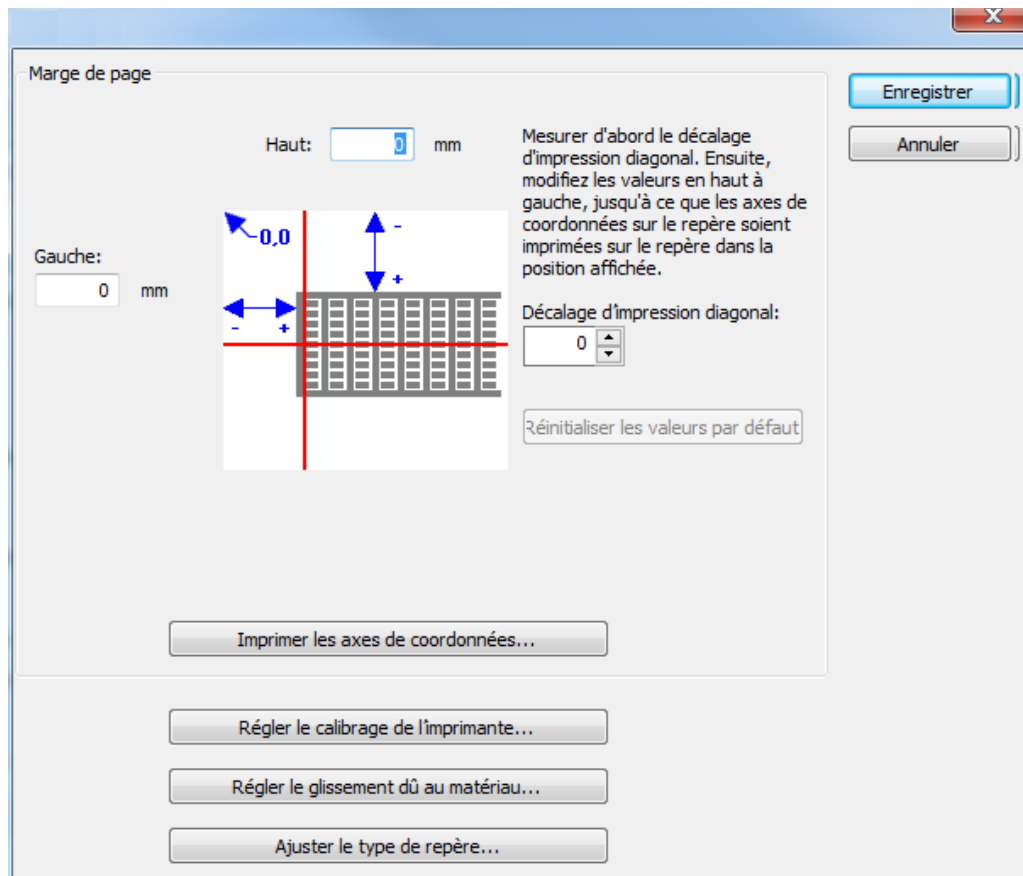 Marge de page
Enregistrer
Haut: 0 mm
Annuler
Mesurer d'abord le décalage
d'impression diagonal. Ensuite,
modifiez les valeurs en haut à
gauche, jusqu'à ce que les axes de
coordonnées sur le repère soient
imprimées sur le repère dans la
position affichée.
0,0
-
+
Gauche:
0 mm
- +
Décalage d'impression diagonal:
0
Réinitialiser les valeurs par défaut
Imprimer les axes de coordonnées...
Régler le calibrage de l'imprimante...
Régler le glissement dû au matériau...
Ajuster le type de repère...